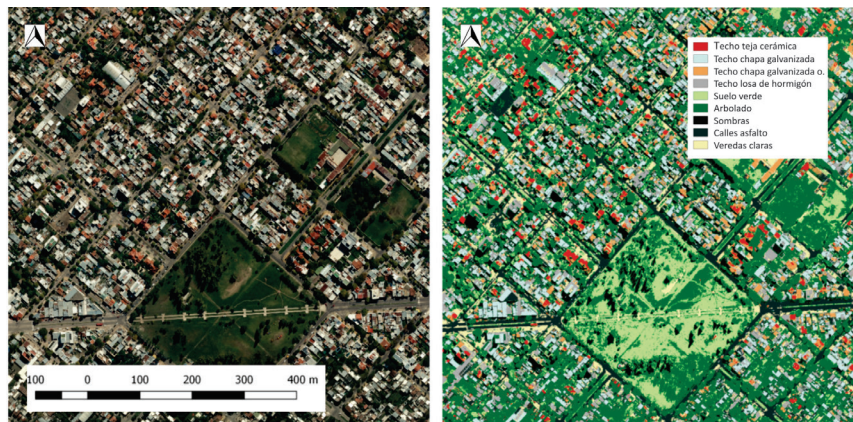 Techo teja cerámica
Techo chapa galvanizada
Techo chapa galvanizada o.
Techo losa de hormigón
Suelo verde
Arbolado
Sombras
Calles asfalto
Veredas claras
100 0 100 200 300 400 m